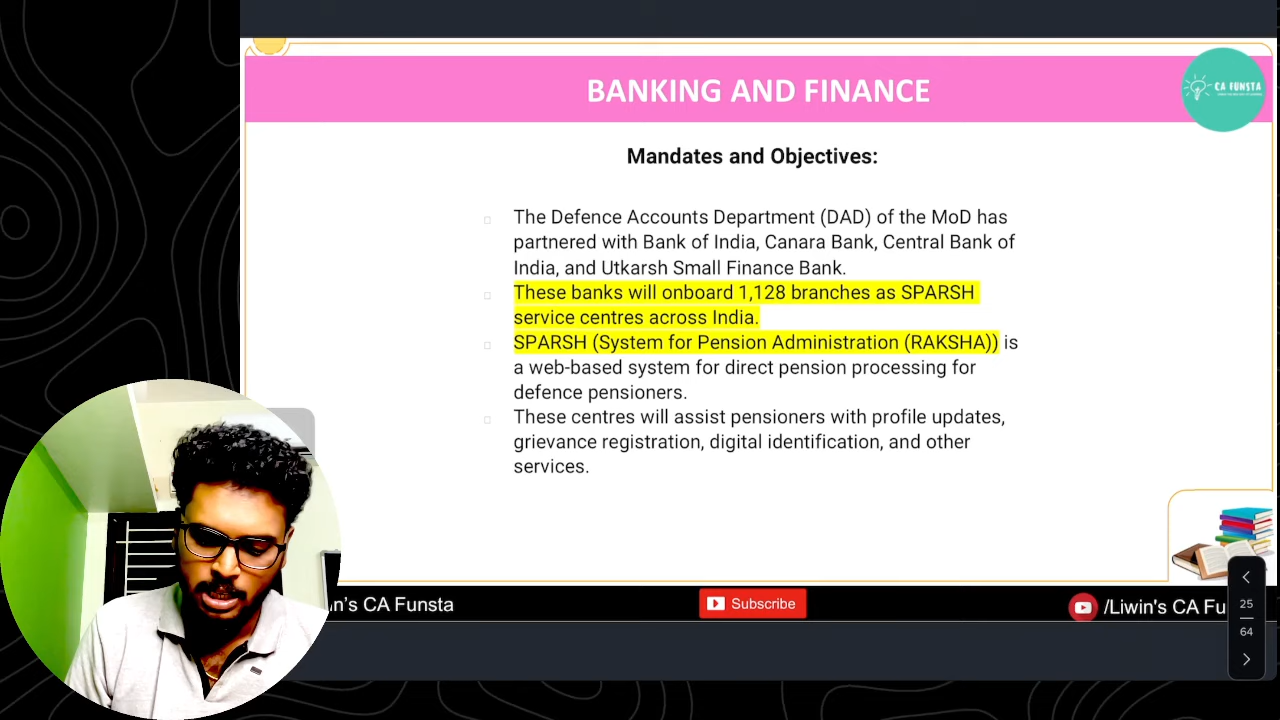 BANKING AND FINANCE
CA FUNSTA
Mandates and Objectives:
The Defence Accounts Department (DAD) of the MoD has
partnered with Bank of India, Canara Bank, Central Bank of
India, and Utkarsh Small Finance Bank.
These banks will onboard 1,128 branches as SPARSH
service centres across India.
SPARSH (System for Pension Administration (RAKSHA)) is
a web-based system for direct pension processing for
defence pensioners.
These centres will assist pensioners with profile updates,
grievance registration, digital identification, and other
services.
n's CA Funsta
Subscribe
/Liwin's CA Fu
25
64